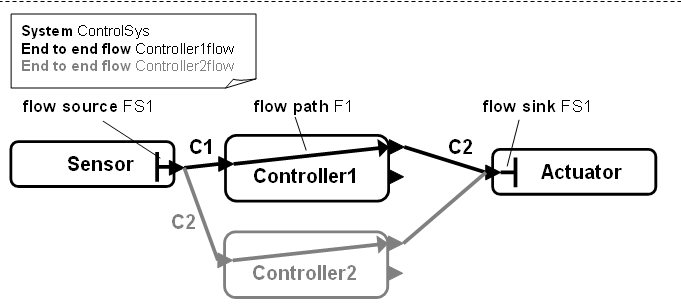 System ControlSys
End to end flow Controller1flow
End to end flow Controller2flow
flow source FS1
flow path F1
flow sink FS1
C1
C2
Sensor
Controller1
Actuator
C2
Controller2